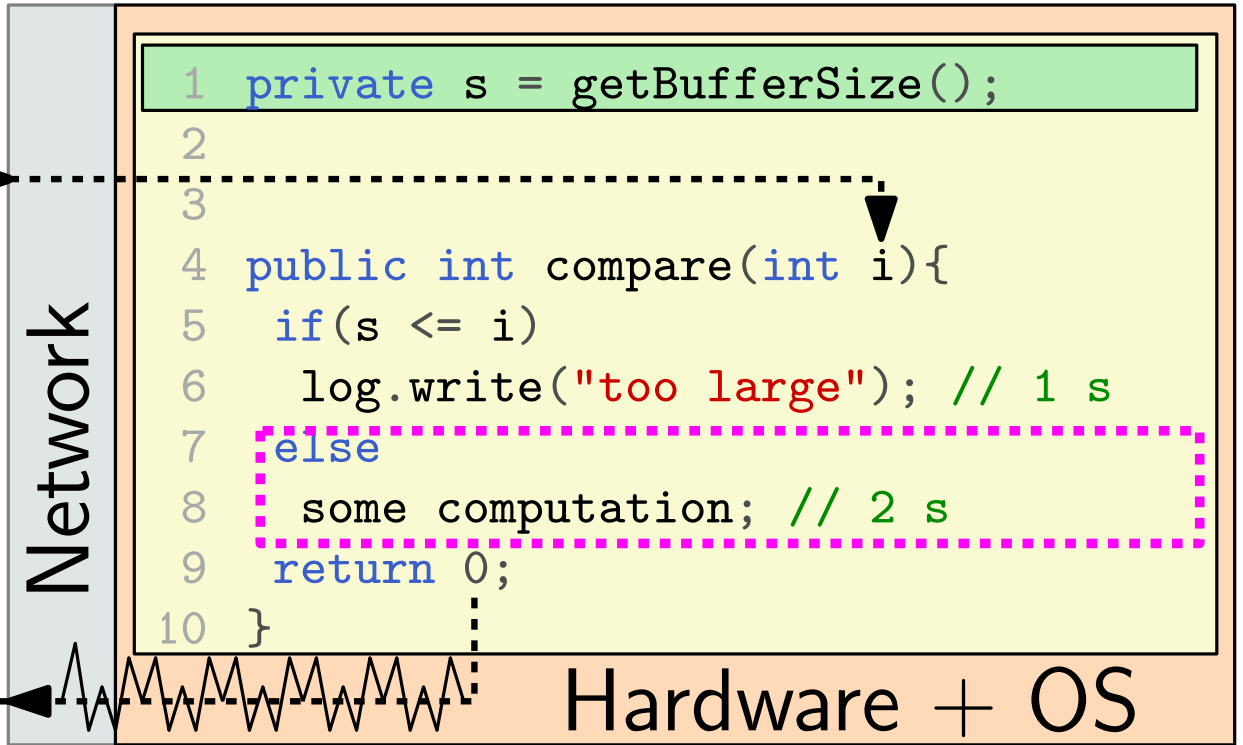 1 private s = getBufferSize();
2
3
4 public int compare(int i){
5 if(s <= i)
6 log.write("too large"); // 1 s
7 else
8 some computation; // 2 s
9 return 0;
10 }
Network
Hardware + OS